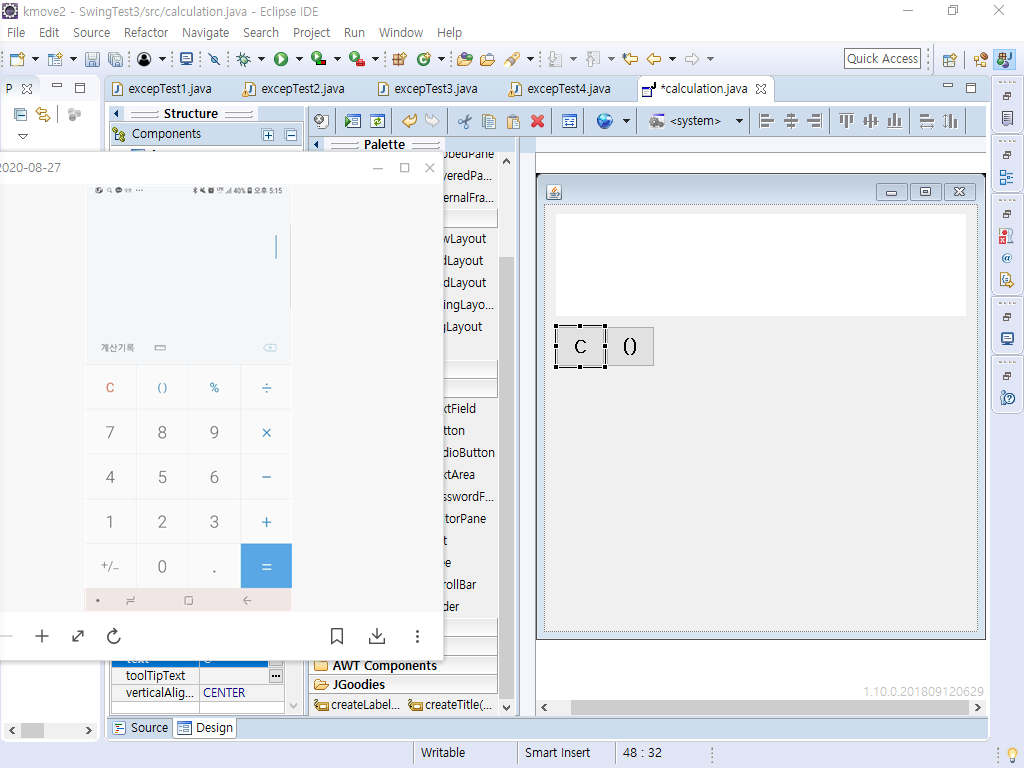 kmove2 - SwingTest3/src/calculation.java - Eclipse IDE
File Edit Source Refactor Navigate Search Project Run Window Help
Quick Access
P
excepTest1.java
excepTest2.java
excepTest3.java
excepTest4.java
*calculation.java
Structure
Components
Palette
<system>
2020-08-27
40% 오후 5:15
계산기록
C () % ÷
7 8 9 ×
4 5 6 −
1 2 3 +
+/− 0 . =
bbedPane
yeredPa...
ernalFra...
wLayout
dLayout
dLayout
ingLayo...
gLayout
xtField
tton
dioButton
xtArea
sswordF...
torPane
t
ee
rollBar
der
AWT Components
JGoodies
createLabel...
createTitle(...
C
()
text
toolTipText
verticalAlig... CENTER
1.10.0.201809120629
Source
Design
Writable
Smart Insert
48 : 32